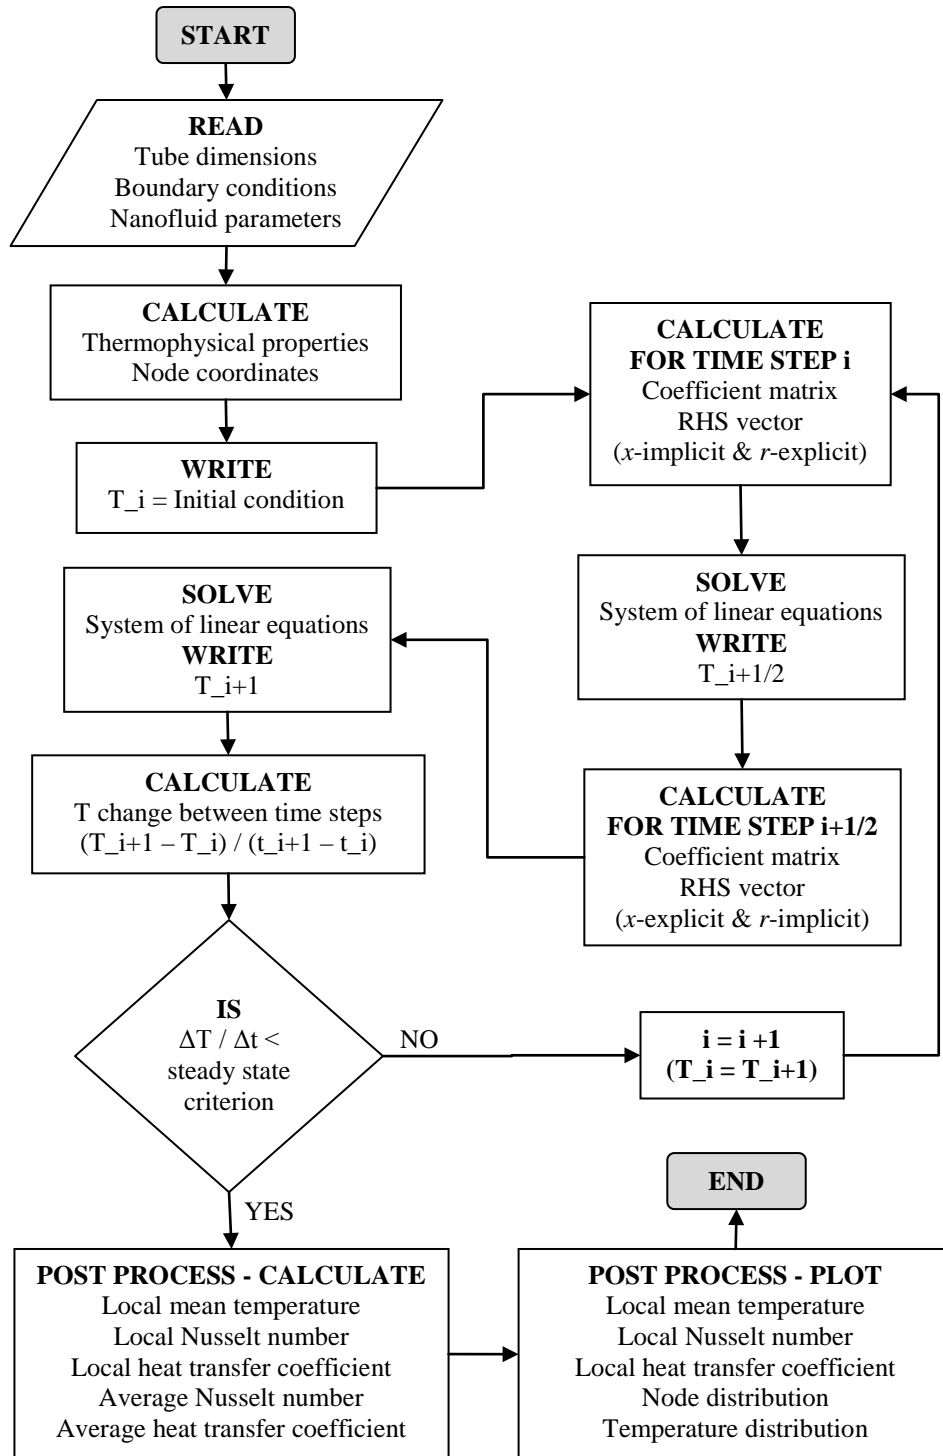 START
READ
Tube dimensions
Boundary conditions
Nanofluid parameters
CALCULATE
Thermophysical properties
Node coordinates
WRITE
T_i = Initial condition
CALCULATE
FOR TIME STEP i
Coefficient matrix
RHS vector
(x-implicit & r-explicit)
SOLVE
System of linear equations
WRITE
T_i+1/2
CALCULATE
FOR TIME STEP i+1/2
Coefficient matrix
RHS vector
(x-explicit & r-implicit)
SOLVE
System of linear equations
WRITE
T_i+1
CALCULATE
T change between time steps
(T_i+1 – T_i) / (t_i+1 – t_i)
IS
ΔT / Δt <
steady state
criterion
NO
i = i +1
(T_i = T_i+1)
YES
POST PROCESS - CALCULATE
Local mean temperature
Local Nusselt number
Local heat transfer coefficient
Average Nusselt number
Average heat transfer coefficient
POST PROCESS - PLOT
Local mean temperature
Local Nusselt number
Local heat transfer coefficient
Node distribution
Temperature distribution
END